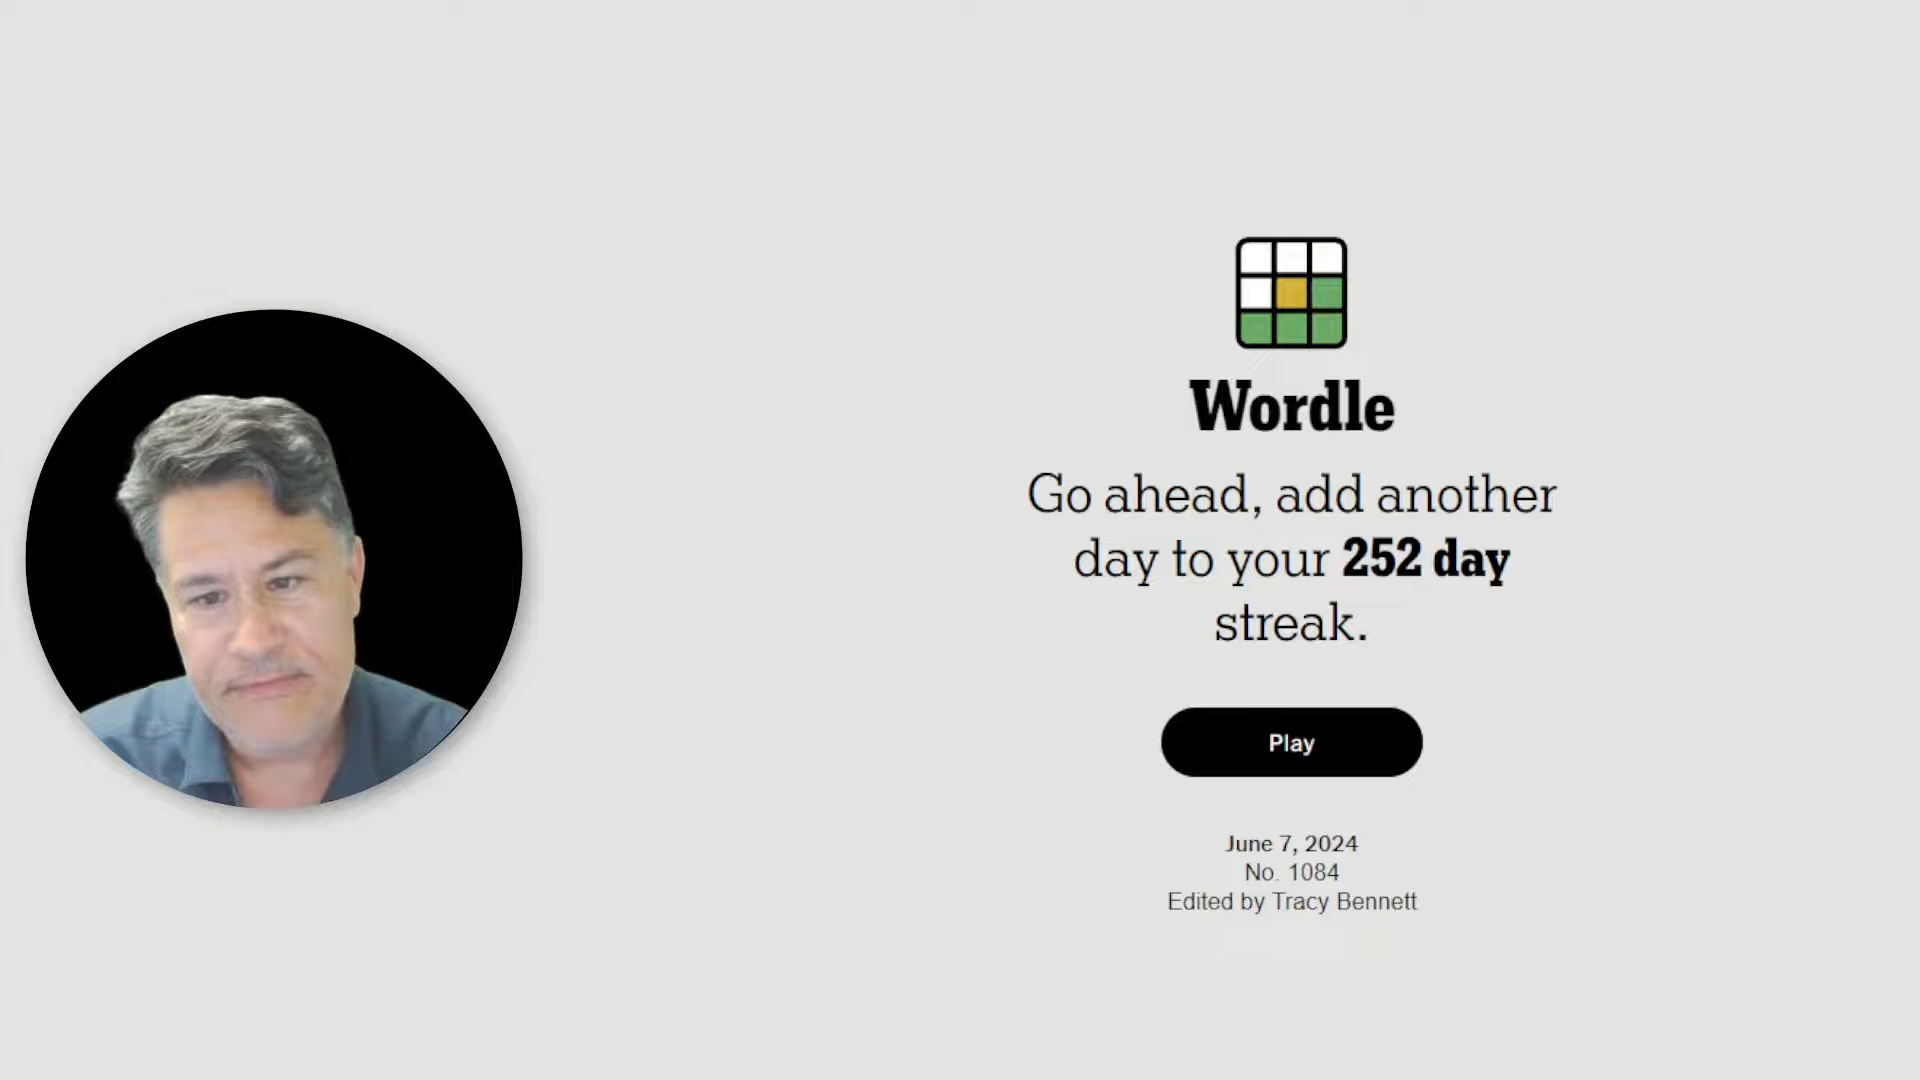 Wordle
Go ahead, add another
day to your 252 day
streak.
Play
June 7, 2024
No. 1084
Edited by Tracy Bennett